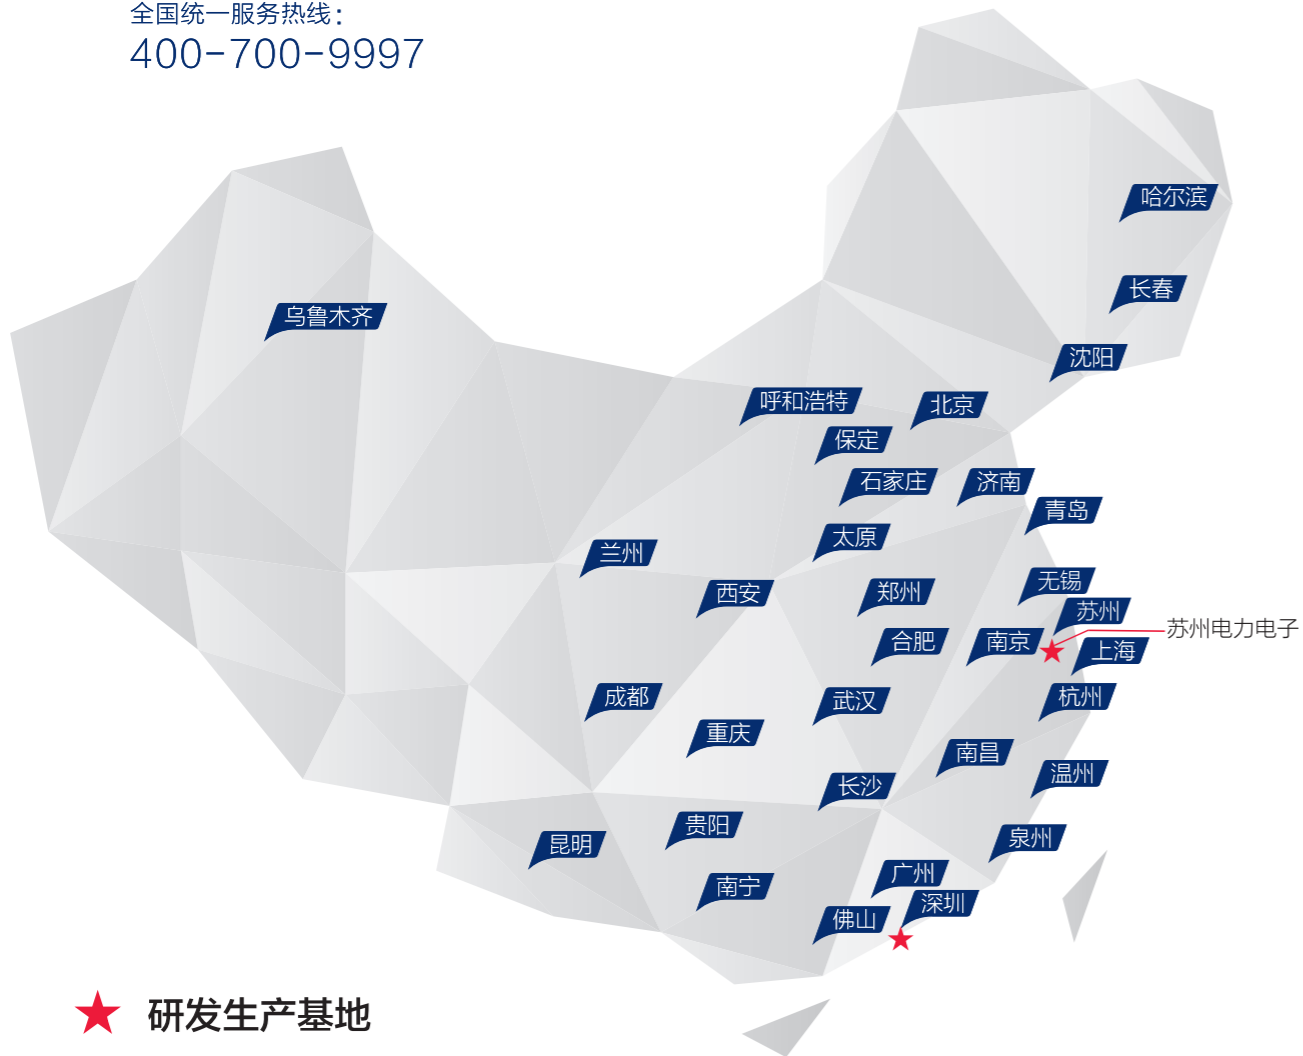 全国统一服务热线：
400-700-9997
哈尔滨
长春
乌鲁木齐
沈阳
呼和浩特
北京
保定
石家庄
济南
青岛
太原
兰州
无锡
西安
郑州
苏州
苏州电力电子
合肥
南京
上海
成都
武汉
杭州
重庆
南昌
温州
长沙
贵阳
泉州
昆明
广州
南宁
深圳
佛山
研发生产基地